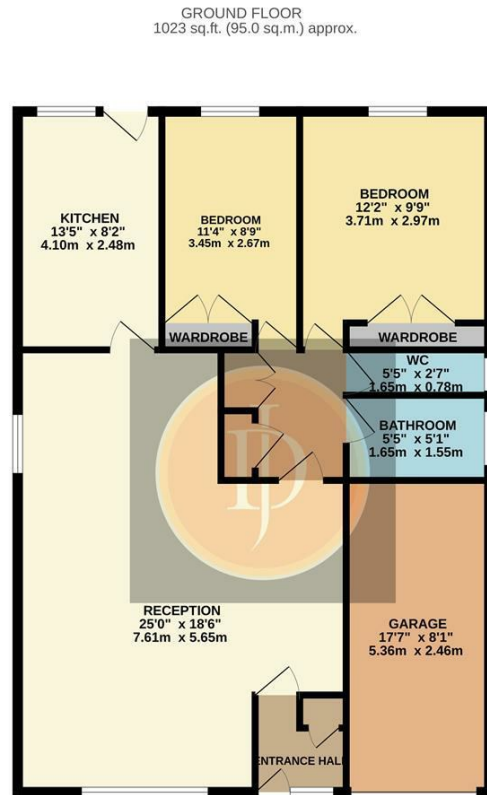 GROUND FLOOR
1023 sq.ft. (95.0 sq.m.) approx.
KITCHEN
13'5" x 8'2"
4.10m x 2.48m
BEDROOM
11'4" x 8'9"
3.45m x 2.67m
BEDROOM
12'2" x 9'9"
3.71m x 2.97m
WARDROBE
WARDROBE
WC
5'5" x 2'7"
1.65m x 0.78m
BATHROOM
5'5" x 5'1"
1.65m x 1.55m
RECEPTION
25'0" x 18'6"
7.61m x 5.65m
GARAGE
17'7" x 8'1"
5.36m x 2.46m
ENTRANCE HALL